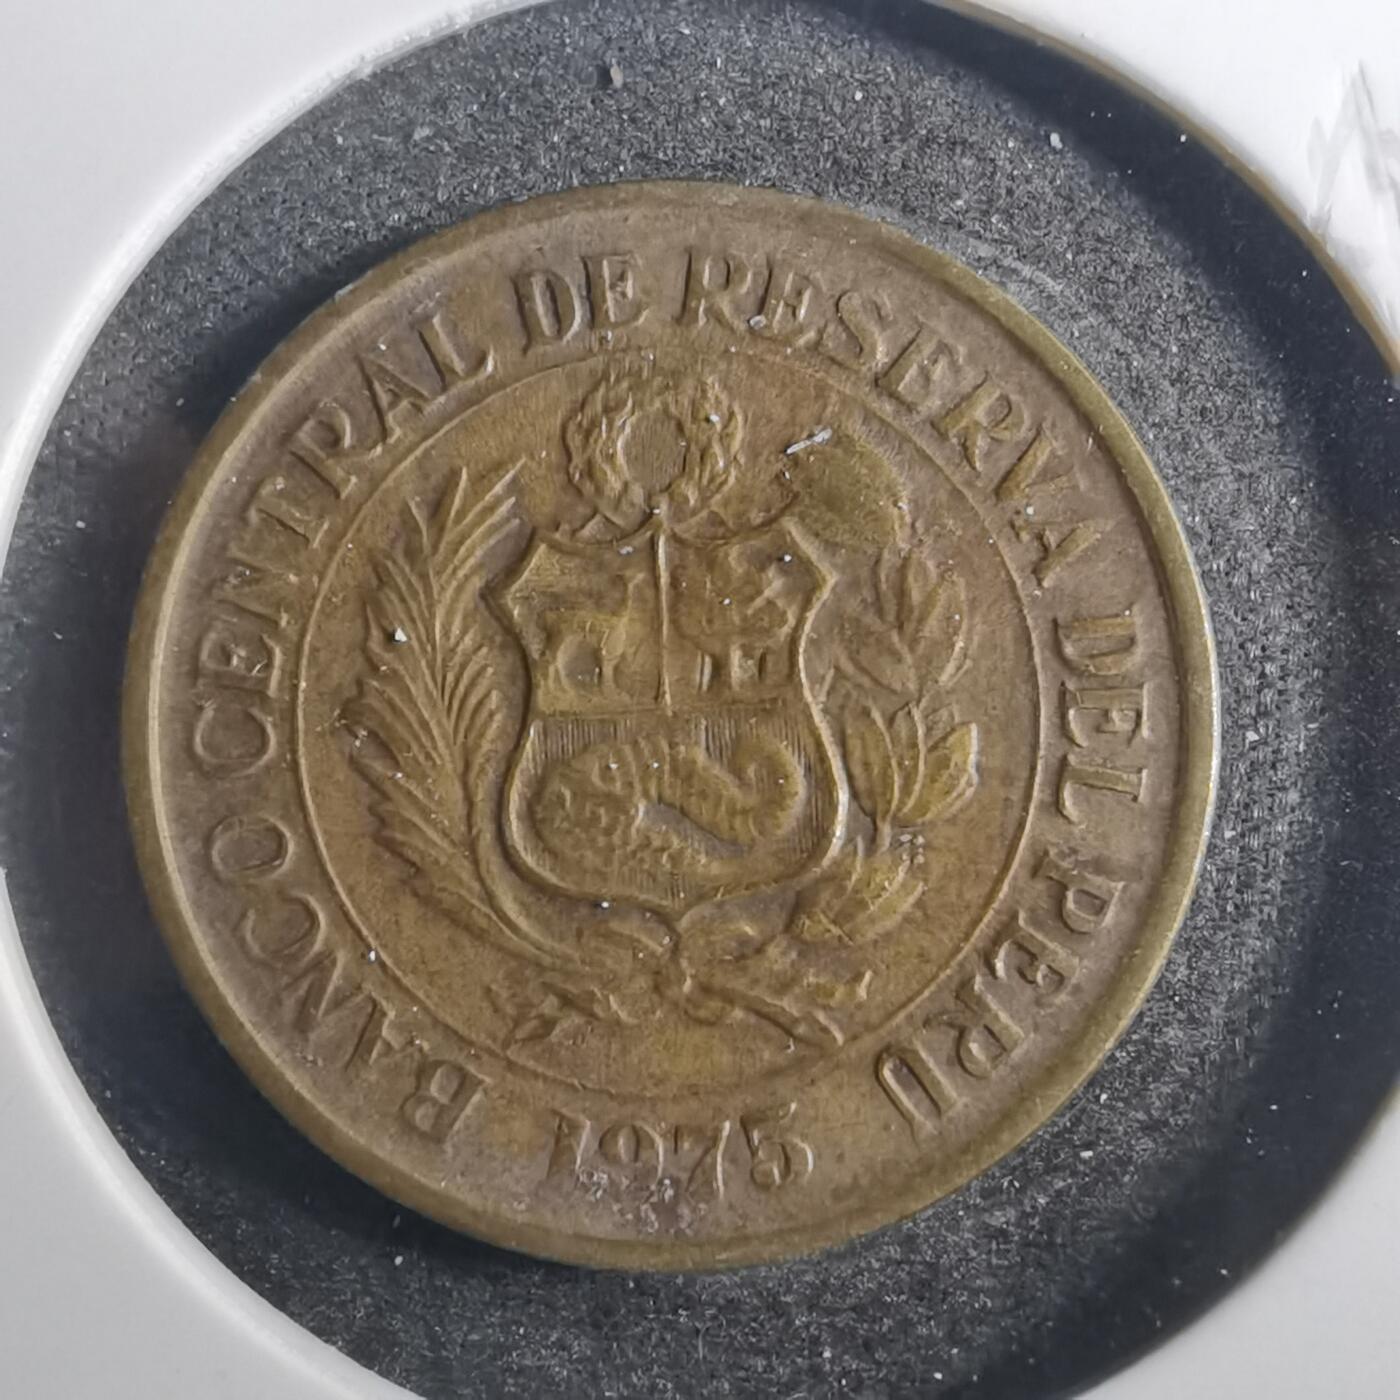 BANCO CENTRAL DE RESERVA DEL PERU
1975